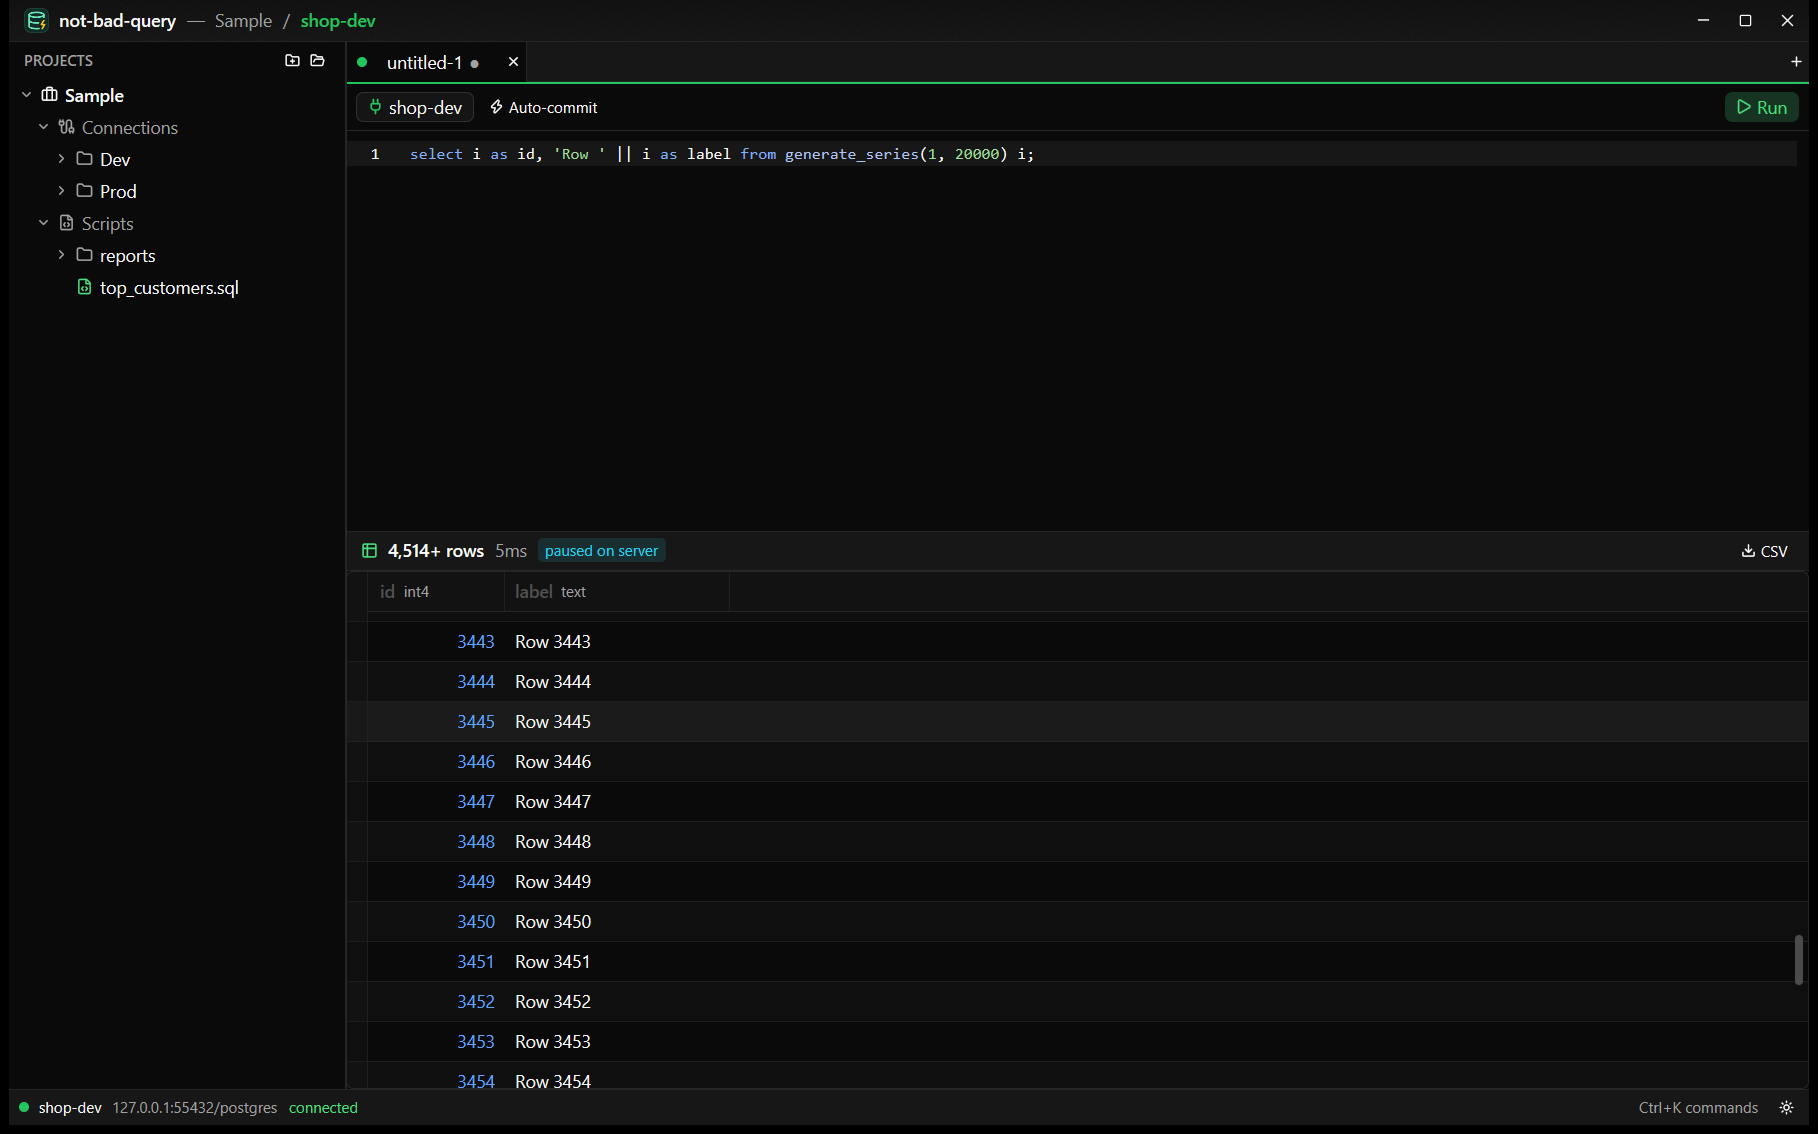 not-bad-query — Sample / shop-dev
PROJECTS
Sample
Connections
Dev
Prod
Scripts
reports
top_customers.sql
untitled-1
shop-dev Auto-commit Run
1 select i as id, 'Row ' || i as label from generate_series(1, 20000) i;
4,514+ rows 5ms paused on server CSV
id int4 label text
3443 Row 3443
3444 Row 3444
3445 Row 3445
3446 Row 3446
3447 Row 3447
3448 Row 3448
3449 Row 3449
3450 Row 3450
3451 Row 3451
3452 Row 3452
3453 Row 3453
3454 Row 3454
shop-dev 127.0.0.1:55432/postgres connected Ctrl+K commands